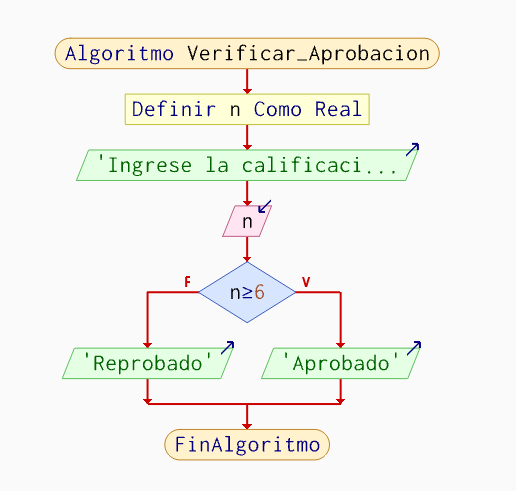 Algoritmo Verificar_Aprobacion
Definir n Como Real
'Ingrese la calificaci...
n
F
V
n≥6
'Reprobado'
'Aprobado'
FinAlgoritmo